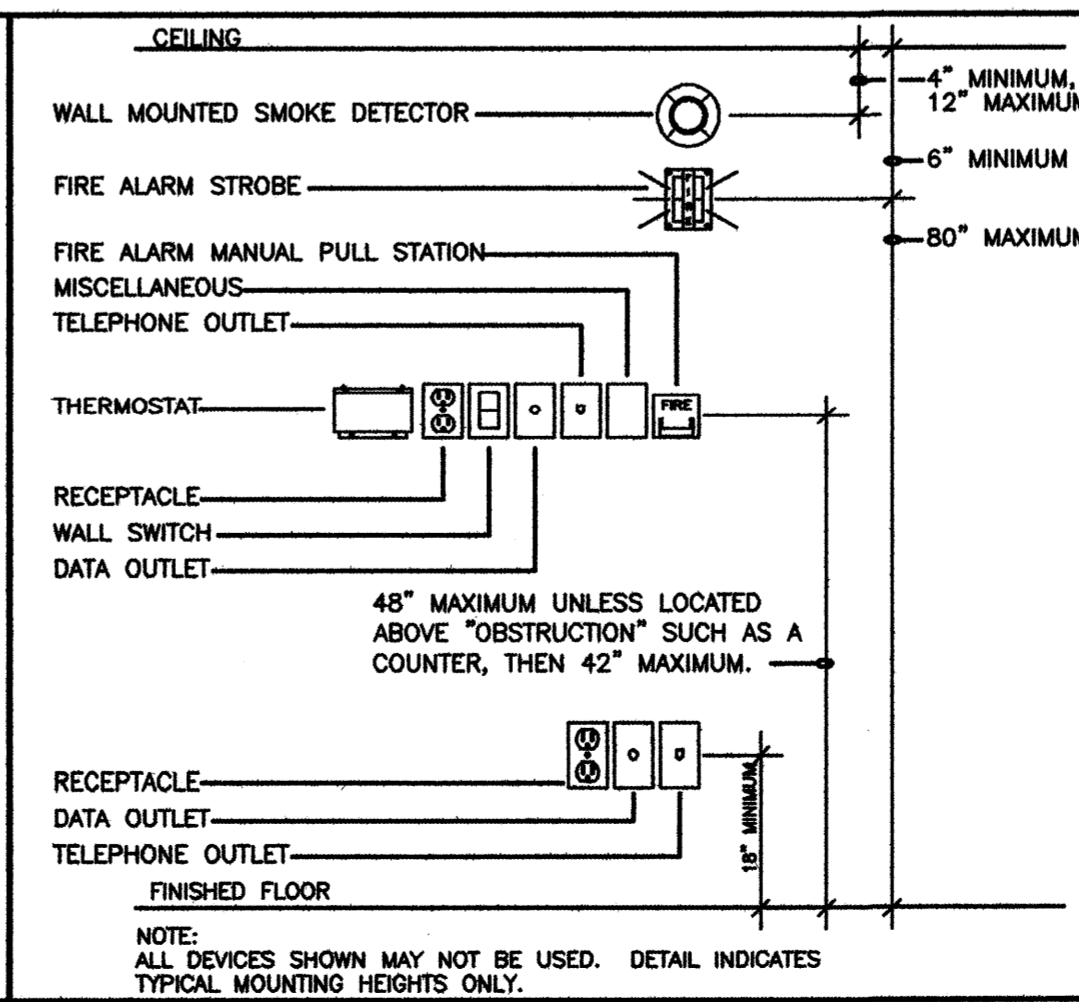 CEILING
4" MINIMUM,
12" MAXIMUM
WALL MOUNTED SMOKE DETECTOR
6" MINIMUM
FIRE ALARM STROBE
80" MAXIMUM
FIRE ALARM MANUAL PULL STATION
MISCELLANEOUS
TELEPHONE OUTLET
THERMOSTAT
FIRE
RECEPTACLE
WALL SWITCH
DATA OUTLET
48" MAXIMUM UNLESS LOCATED
ABOVE "OBSTRUCTION" SUCH AS A
COUNTER, THEN 42" MAXIMUM.
RECEPTACLE
DATA OUTLET
TELEPHONE OUTLET
18" MINIMUM
FINISHED FLOOR
NOTE:
ALL DEVICES SHOWN MAY NOT BE USED. DETAIL INDICATES
TYPICAL MOUNTING HEIGHTS ONLY.